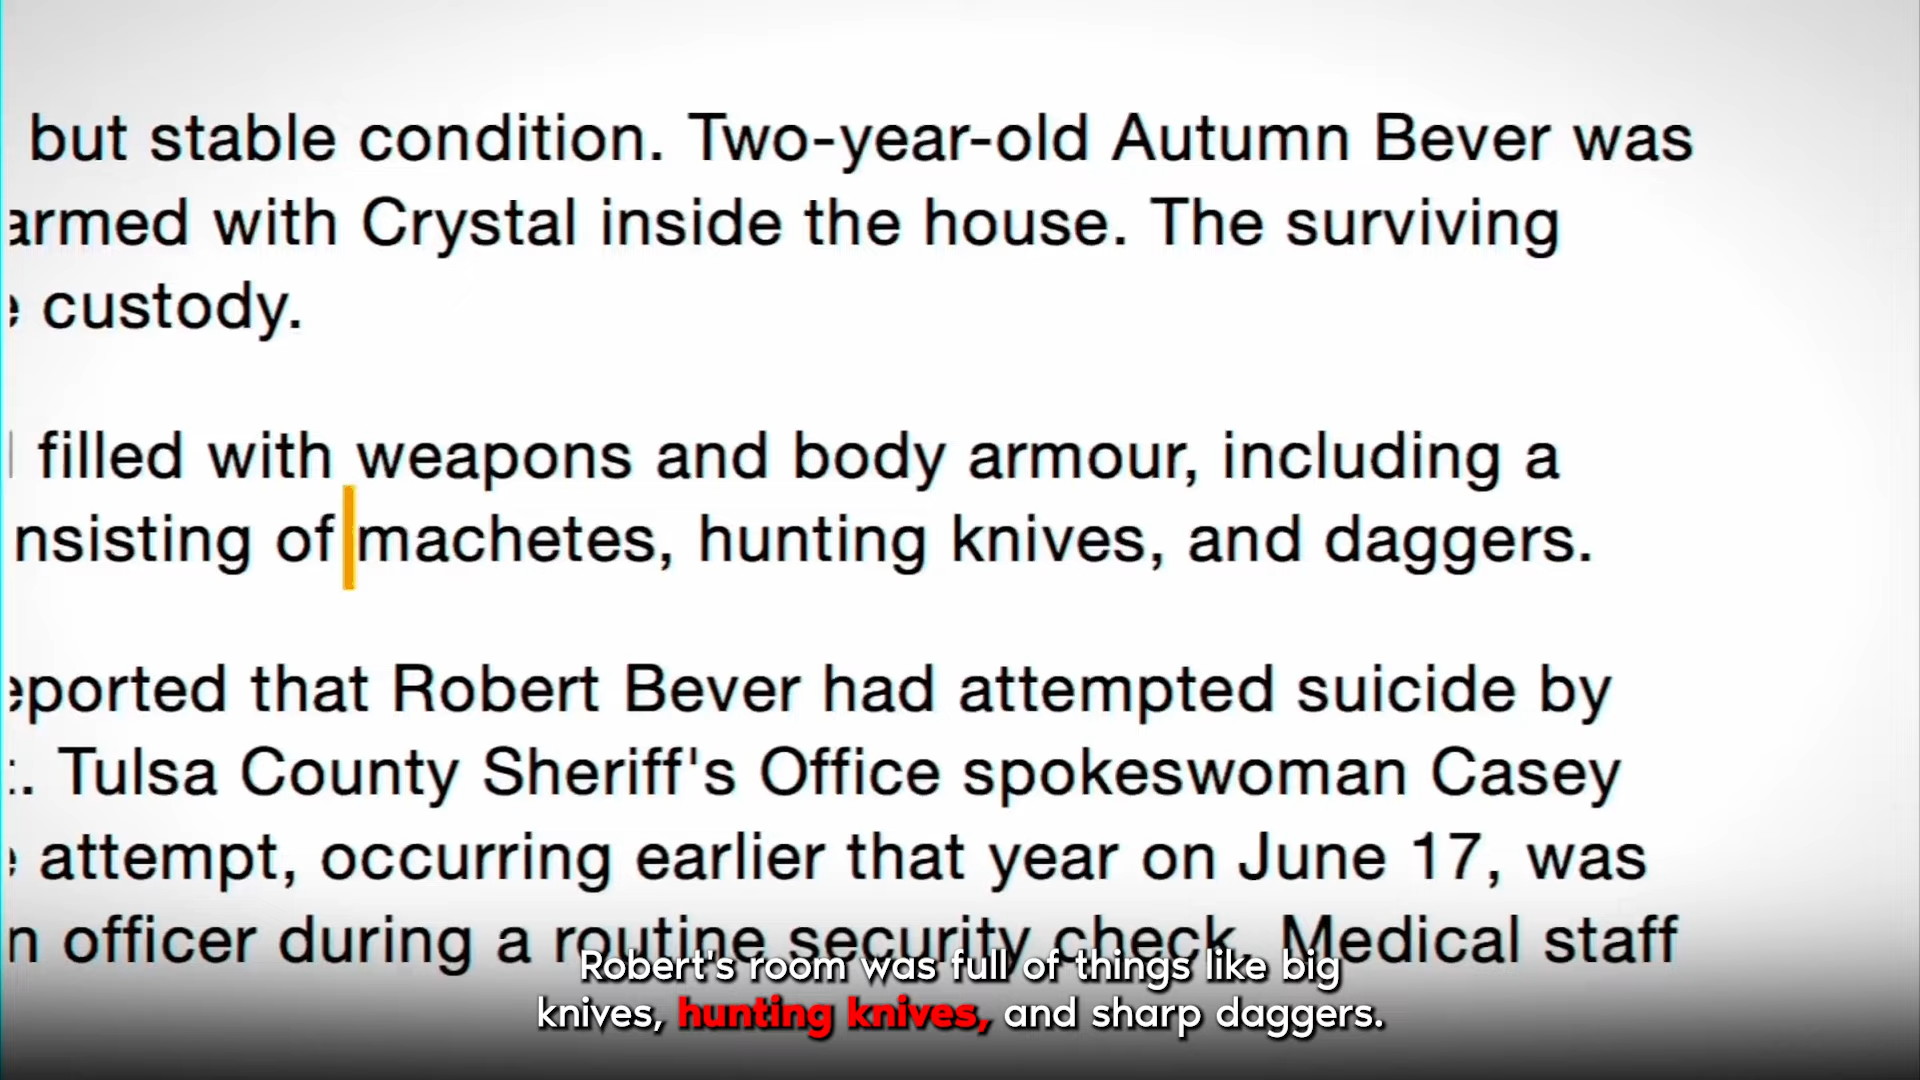 but stable condition. Two-year-old Autumn Bever was
armed with Crystal inside the house. The surviving
custody.
filled with weapons and body armour, including a
nsisting of machetes, hunting knives, and daggers.
eported that Robert Bever had attempted suicide by
. Tulsa County Sheriff's Office spokeswoman Casey
attempt, occurring earlier that year on June 17, was
n officer during a routine security check. Medical staff
Robert's room was full of things like big
knives, hunting knives, and sharp daggers.